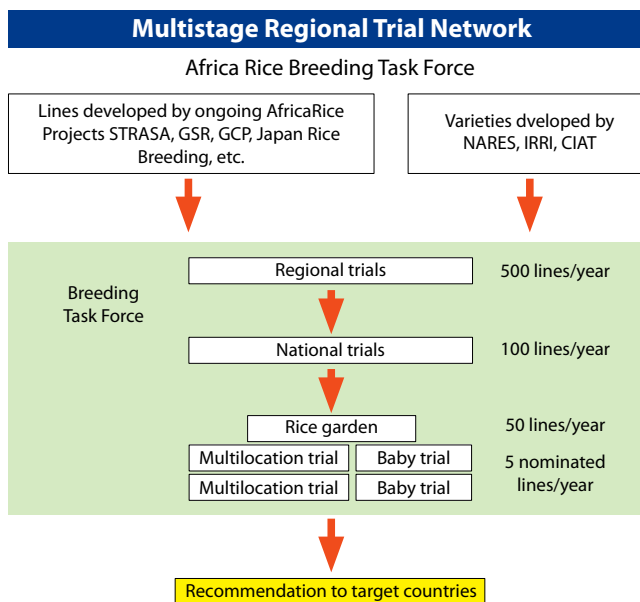 Multistage Regional Trial Network
Africa Rice Breeding Task Force
Lines developed by ongoing AfricaRice
Projects STRASA, GSR, GCP, Japan Rice
Breeding, etc.
Varieties dveloped by
NARES, IRRI, CIAT
Breeding
Task Force
Regional trials
500 lines/year
National trials
100 lines/year
Rice garden
50 lines/year
Multilocation trial
Baby trial
Multilocation trial
Baby trial
5 nominated
lines/year
Recommendation to target countries